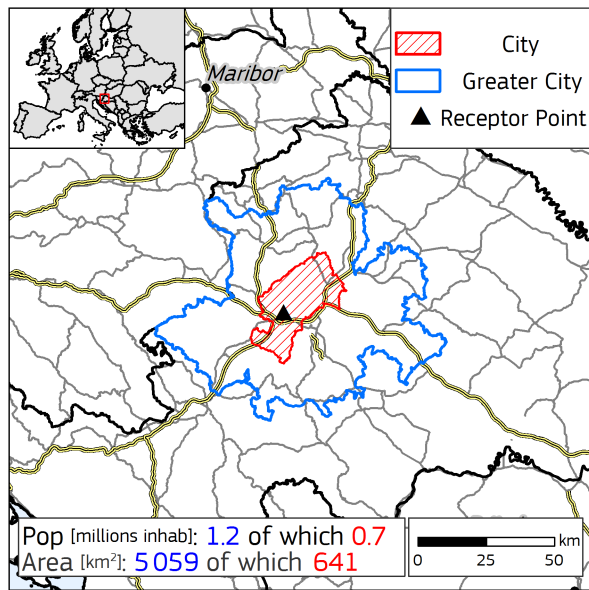 Maribor
City
Greater City
Receptor Point
Pop [millions inhab]: 1.2 of which 0.7
Area [km²]: 5 059 of which 641
0 25 50 km